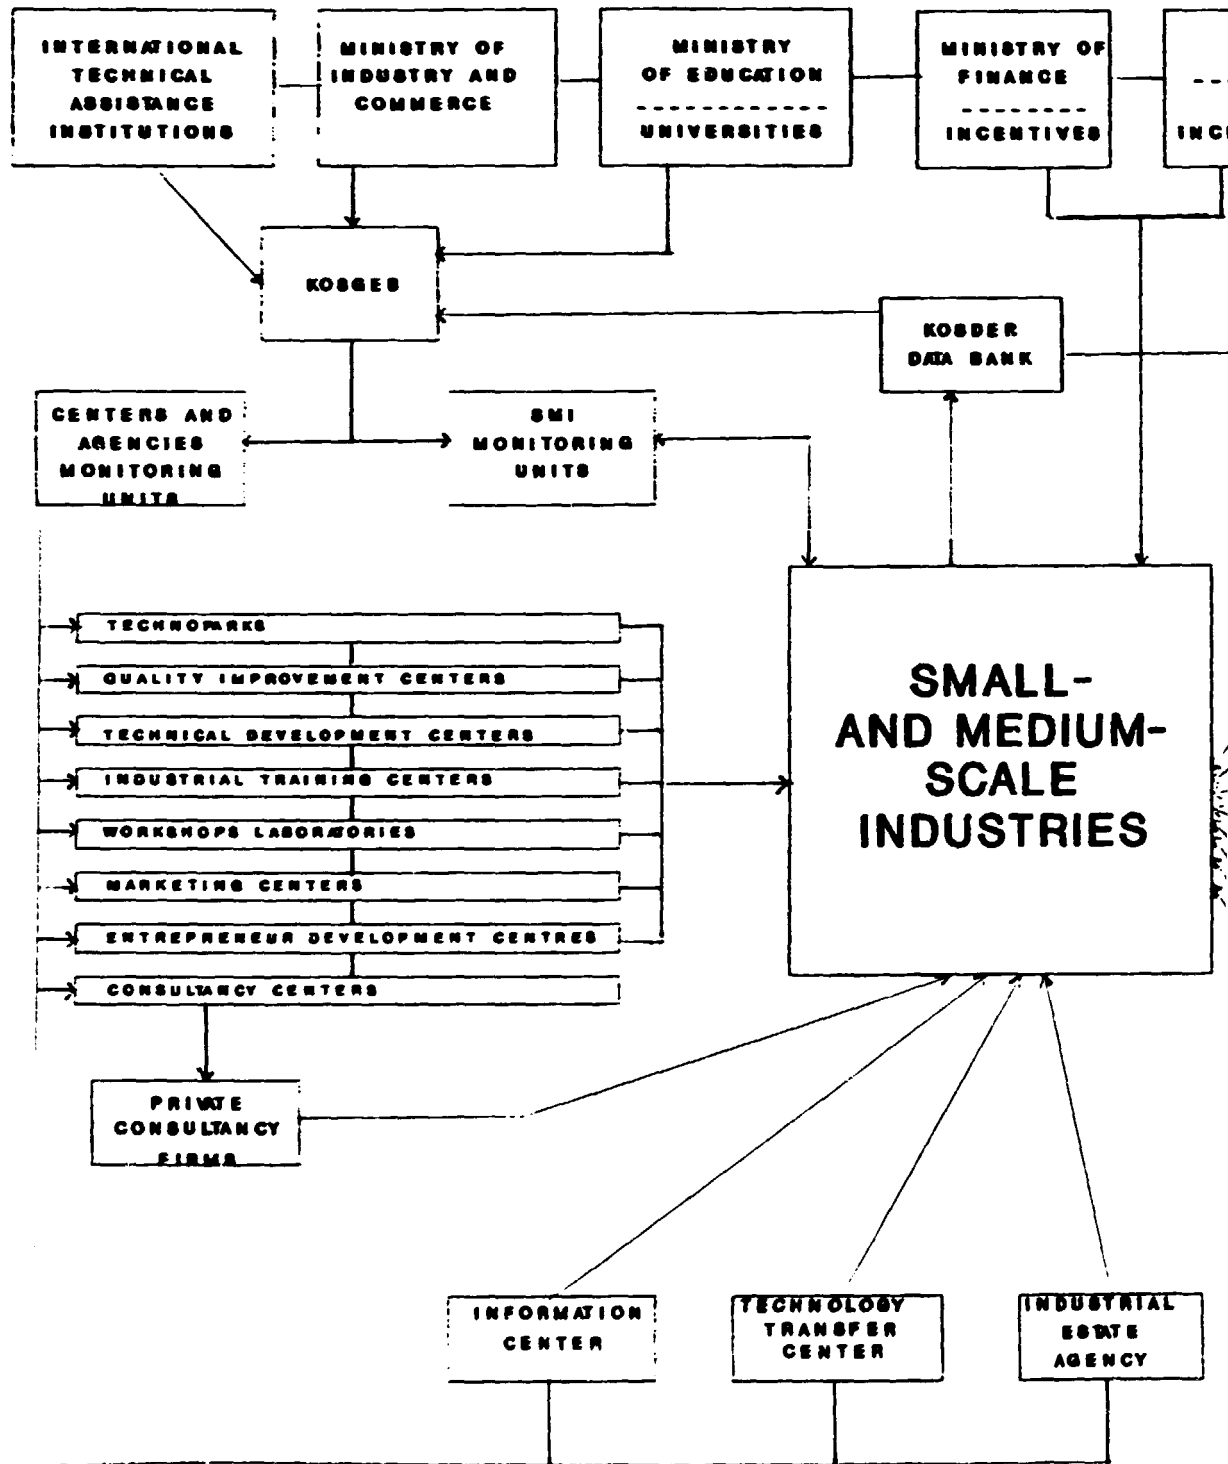 INTERNATIONAL
TECHNICAL
ASSISTANCE
INSTITUTIONS
MINISTRY OF
INDUSTRY AND
COMMERCE
MINISTRY
OF EDUCATION
UNIVERSITIES
MINISTRY OF
FINANCE
INCENTIVES
INCE
KOSGEB
KOSDER
DATA BANK
CENTERS AND
AGENCIES
MONITORING
UNITS
SMI
MONITORING
UNITS
TECHNOPARKS
QUALITY IMPROVEMENT CENTERS
TECHNICAL DEVELOPMENT CENTERS
INDUSTRIAL TRAINING CENTERS
WORKSHOPS LABORATORIES
MARKETING CENTERS
ENTREPRENEUR DEVELOPMENT CENTRES
CONSULTANCY CENTERS
SMALL-
AND MEDIUM-
SCALE
INDUSTRIES
PRIVATE
CONSULTANCY
FIRMS
INFORMATION
CENTER
TECHNOLOGY
TRANSFER
CENTER
INDUSTRIAL
ESTATE
AGENCY